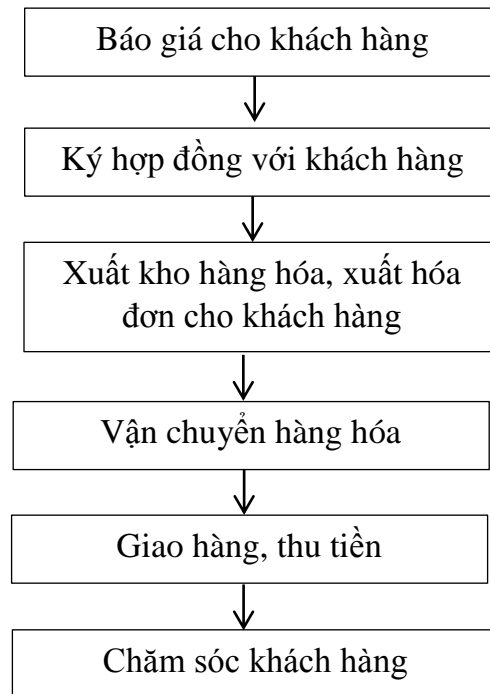 Báo giá cho khách hàng
Ký hợp đồng với khách hàng
Xuất kho hàng hóa, xuất hóa
đơn cho khách hàng
Vận chuyển hàng hóa
Giao hàng, thu tiền
Chăm sóc khách hàng